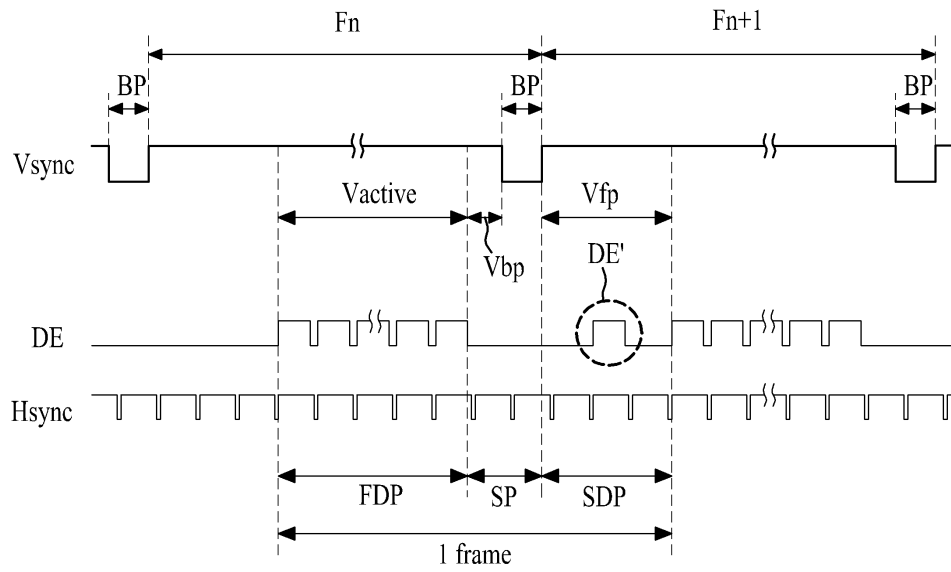 Fn
Fn+1
BP
BP
BP
Vsync
Vactive
Vfp
Vbp
DE'
DE
Hsync
FDP
SP
SDP
1 frame